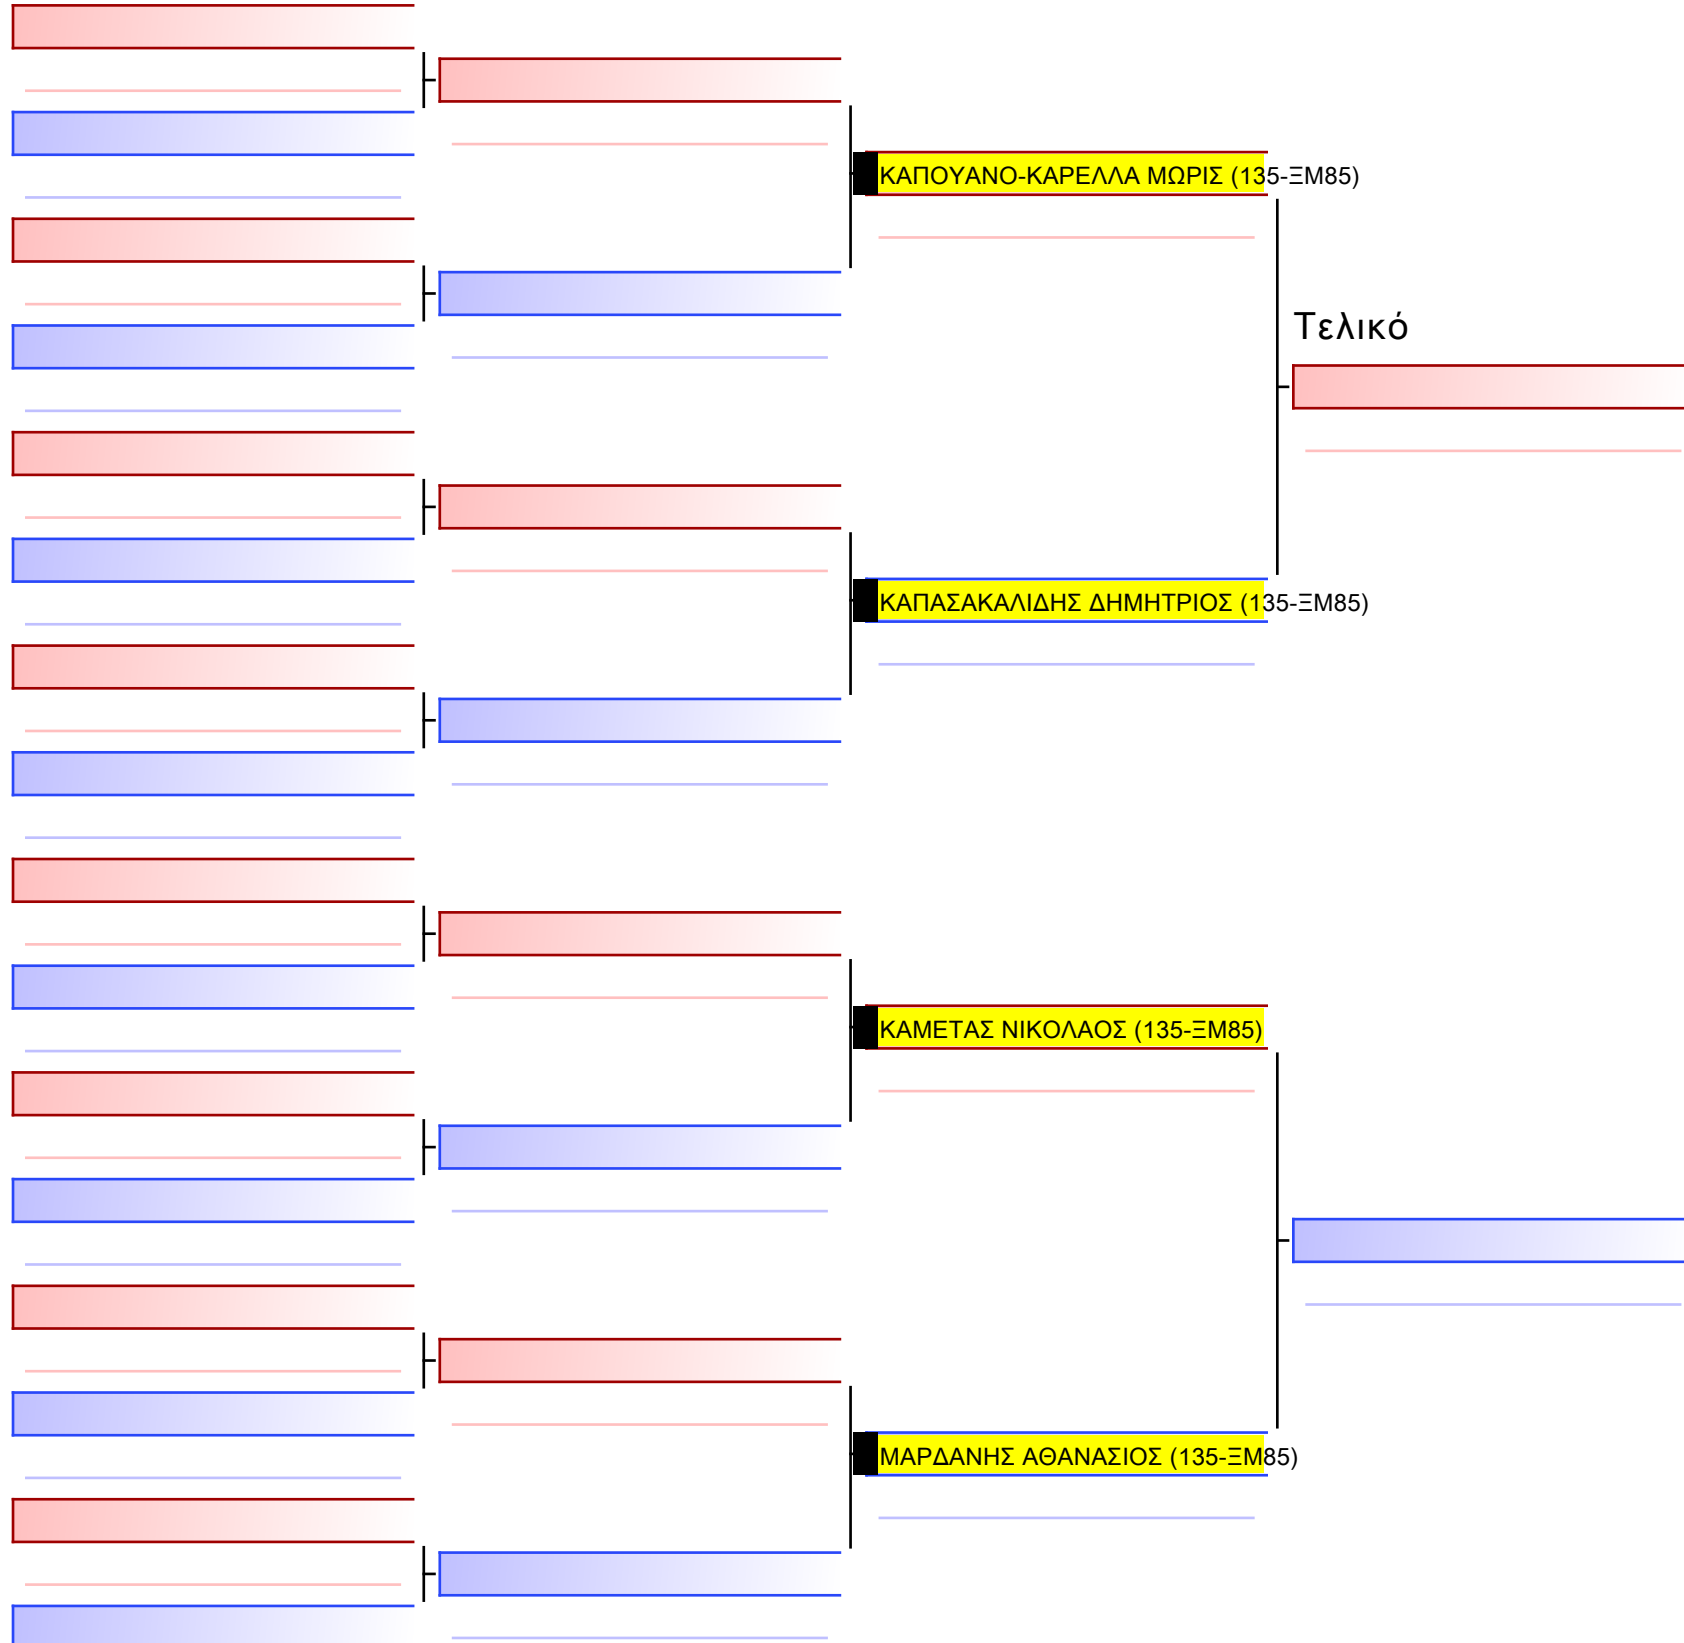 ΚΑΠΟΥΑΝΟ-ΚΑΡΕΛΛΑ ΜΩΡΙΣ (135-ΞΜ85)
Τελικό
ΚΑΠΑΣΑΚΑΛΙΔΗΣ ΔΗΜΗΤΡΙΟΣ (135-ΞΜ85)
ΚΑΜΕΤΑΣ ΝΙΚΟΛΑΟΣ (135-ΞΜ85)
ΜΑΡΔΑΝΗΣ ΑΘΑΝΑΣΙΟΣ (135-ΞΜ85)